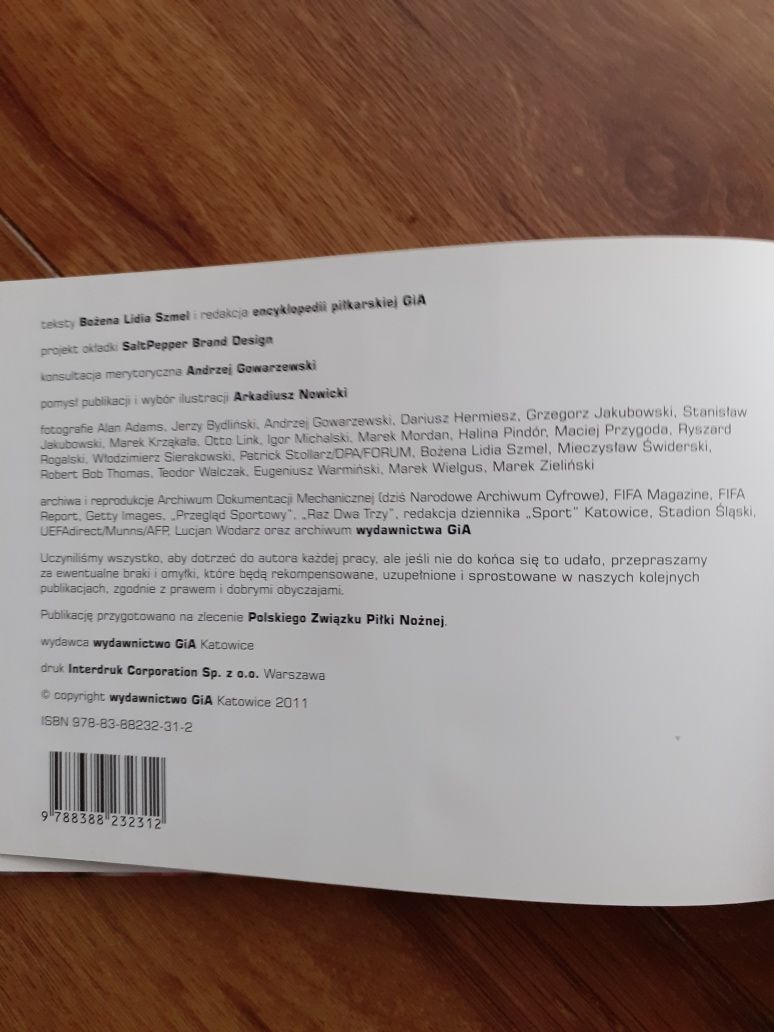 teksty Bożena Lidia Szmel i redakcja encyklopedii piłkarskiej GiA
projekt okładki SaltPepper Brand Design
konsultacja merytoryczna Andrzej Gowarzewski
pomysł publikacji i wybór ilustracji Arkadiusz Nowicki
fotografie Alan Adams, Jerzy Bydliński, Andrzej Gowarzewski, Dariusz Hermiesz, Grzegorz Jakubowski, Stanisław
Jakubowski, Marek Krząkała, Otto Link, Igor Michalski, Marek Mordan, Halina Pindór, Maciej Przygoda, Ryszard
Rogalski, Włodzimierz Sierakowski, Patrick Stollarz/DPA/FORUM, Bożena Lidia Szmel, Mieczysław Świderski,
Robert Bob Thomas, Teodor Walczak, Eugeniusz Warmiński, Marek Wielgus, Marek Zieliński
archiwa i reprodukcje Archiwum Dokumentacji Mechanicznej (dziś Narodowe Archiwum Cyfrowe), FIFA Magazine, FIFA
Report, Getty Images, „Przegląd Sportowy”, „Raz Dwa Trzy”, redakcja dziennika „Sport” Katowice, Stadion Śląski,
UEFAdirect/Munns/AFP, Lucjan Wodarz oraz archiwum wydawnictwa GiA
Uczyniliśmy wszystko, aby dotrzeć do autora każdej pracy, ale jeśli nie do końca się to udało, przepraszamy
za ewentualne braki i omyłki, które będą rekompensowane, uzupełnione i sprostowane w naszych kolejnych
publikacjach, zgodnie z prawem i dobrymi obyczajami.
Publikację przygotowano na zlecenie Polskiego Związku Piłki Nożnej.
wydawca wydawnictwo GiA Katowice
druk Interdruk Corporation Sp. z o.o. Warszawa
© copyright wydawnictwo GiA Katowice 2011
ISBN 978-83-88232-31-2
9 788388 232312